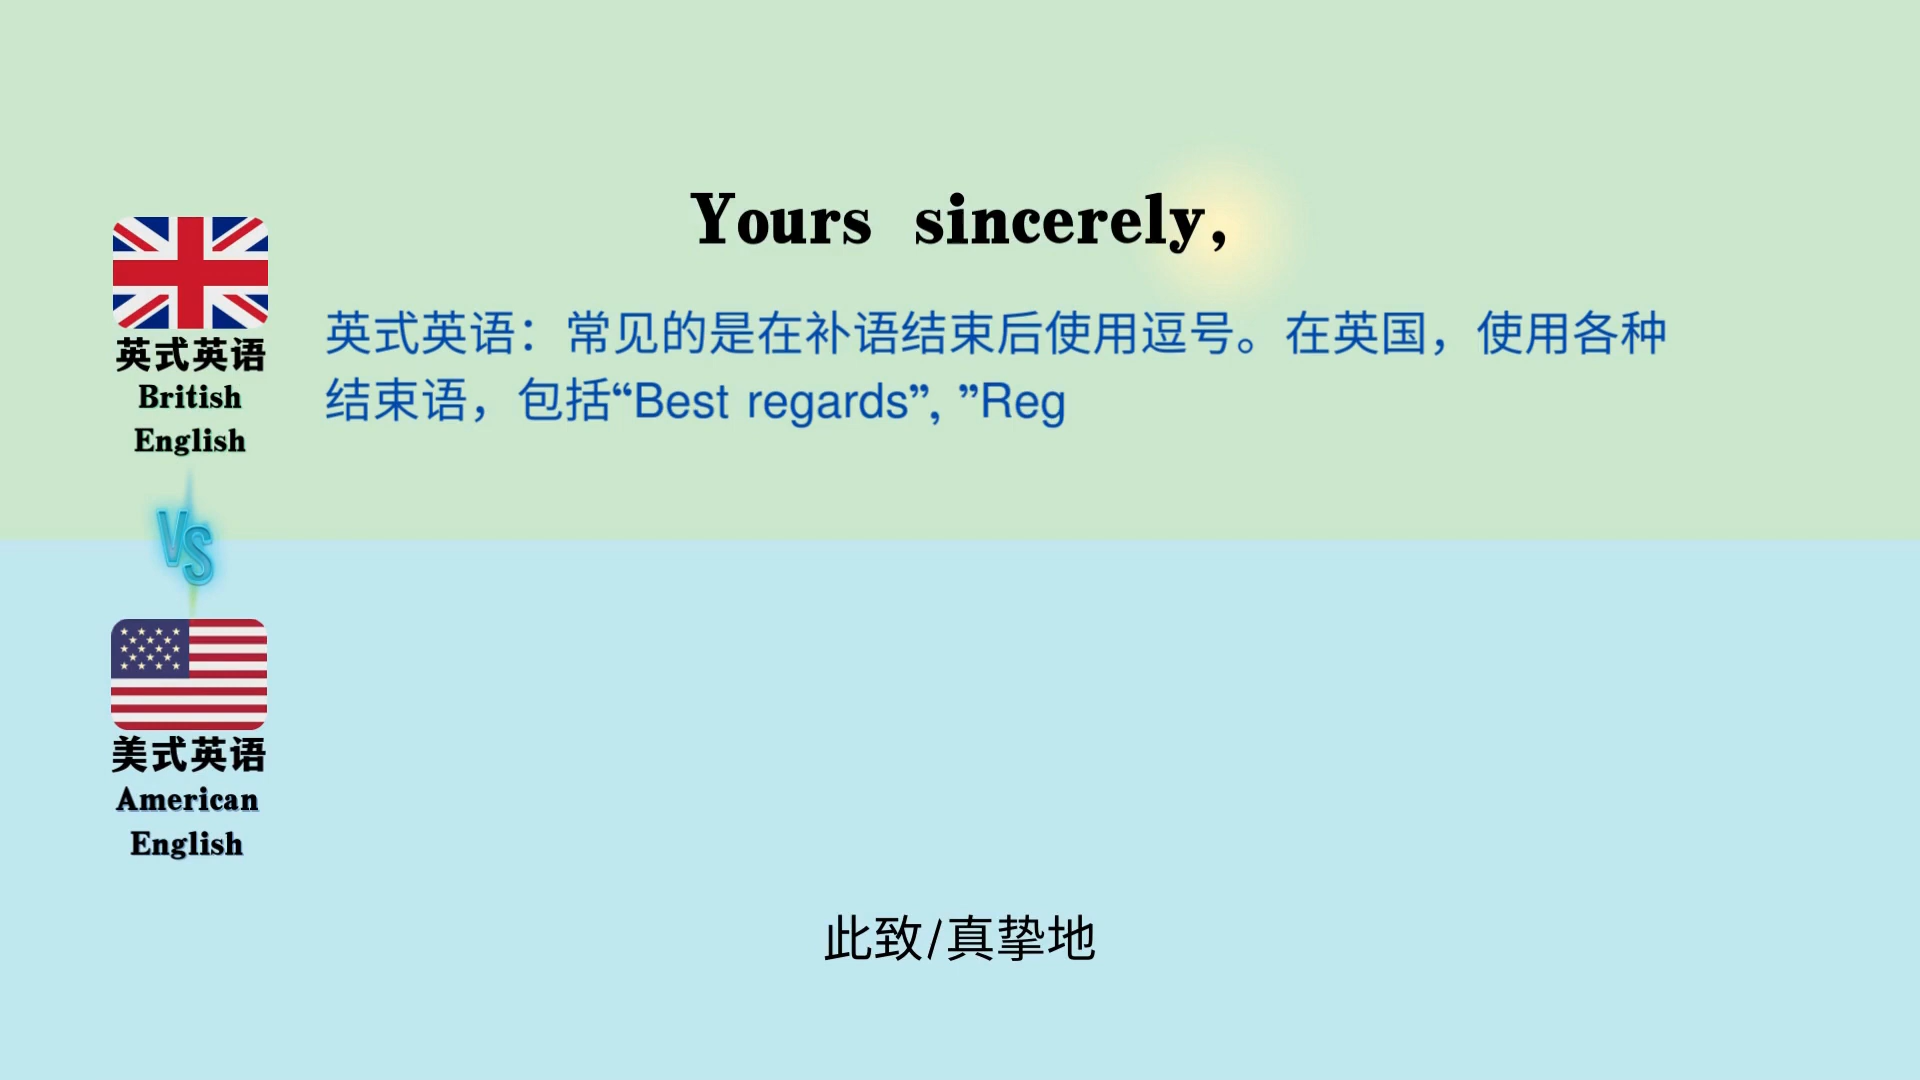 Yours sincerely,
英式英语：常见的是在补语结束后使用逗号。在英国，使用各种
结束语，包括“Best regards”, ”Reg
英式英语
British
English
VS
美式英语
American
English
此致/真挚地